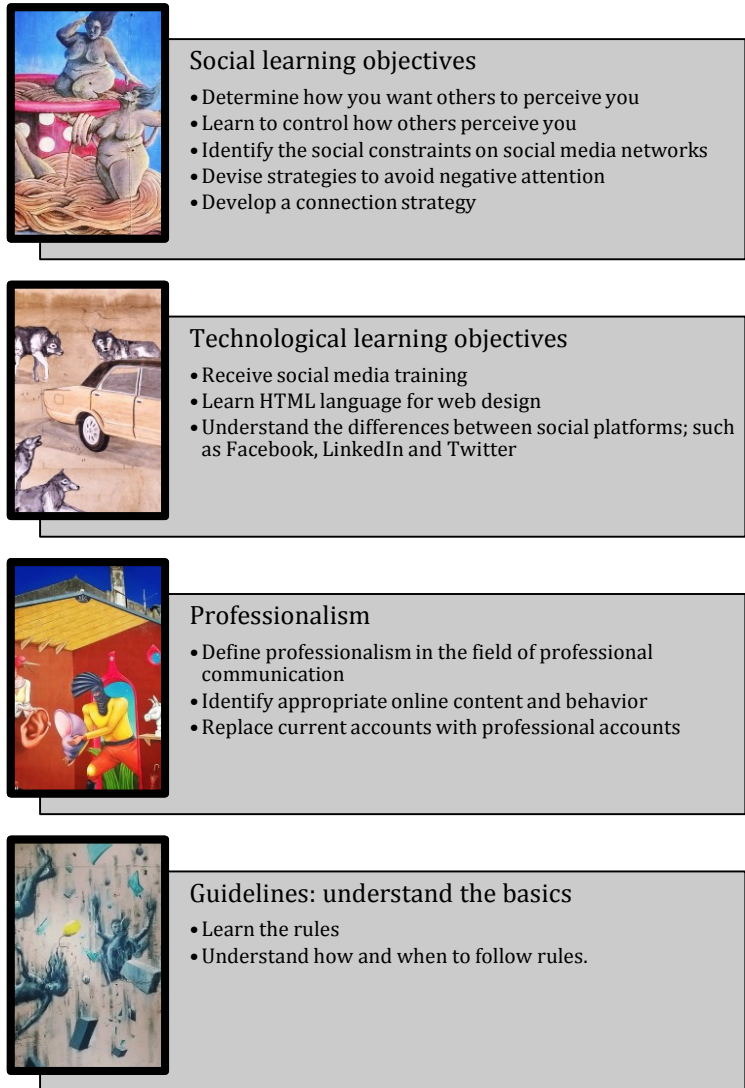 Social learning objectives
•Determine how you want others to perceive you
•Learn to control how others perceive you
•Identify the social constraints on social media networks
•Devise strategies to avoid negative attention
•Develop a connection strategy
Technological learning objectives
•Receive social media training
•Learn HTML language for web design
•Understand the differences between social platforms; such
as Facebook, LinkedIn and Twitter
Professionalism
•Define professionalism in the field of professional
communication
•Identify appropriate online content and behavior
•Replace current accounts with professional accounts
Guidelines: understand the basics
•Learn the rules
•Understand how and when to follow rules.